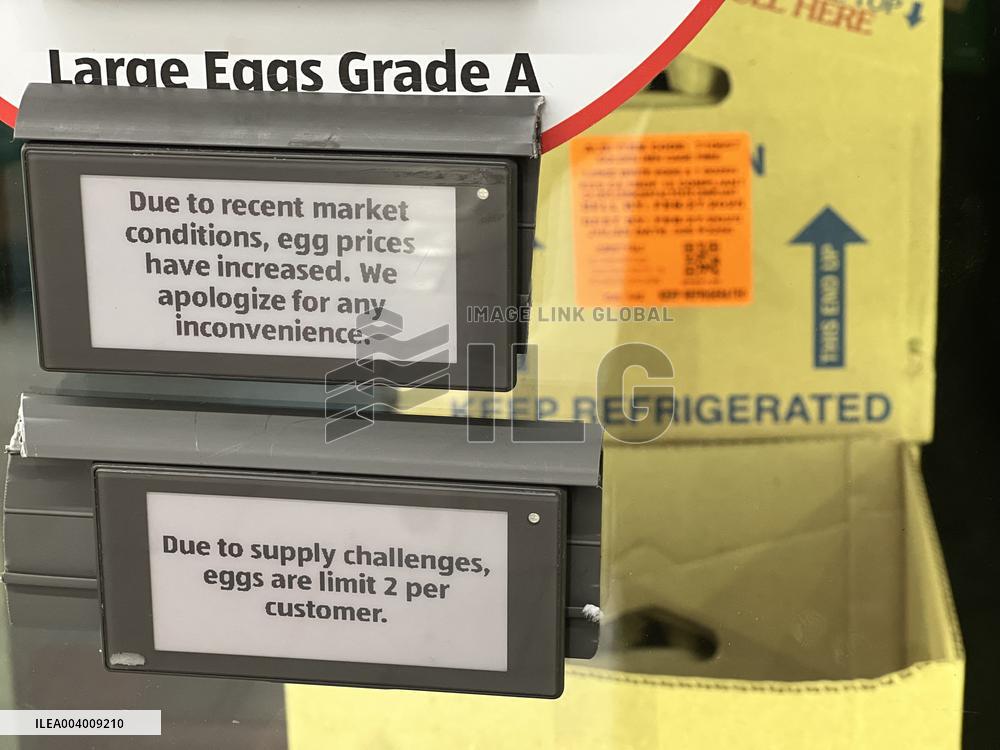 Large Eggs Grade A
HERE
Due to recent market
conditions, egg prices
have increased. We
apologize for any
inconvenience.
THIS END UP
IMAGE LINK GLOBAL
ILG
KEEP REFRIGERATED
Due to supply challenges,
eggs are limit 2 per
customer.
ILEA004009210